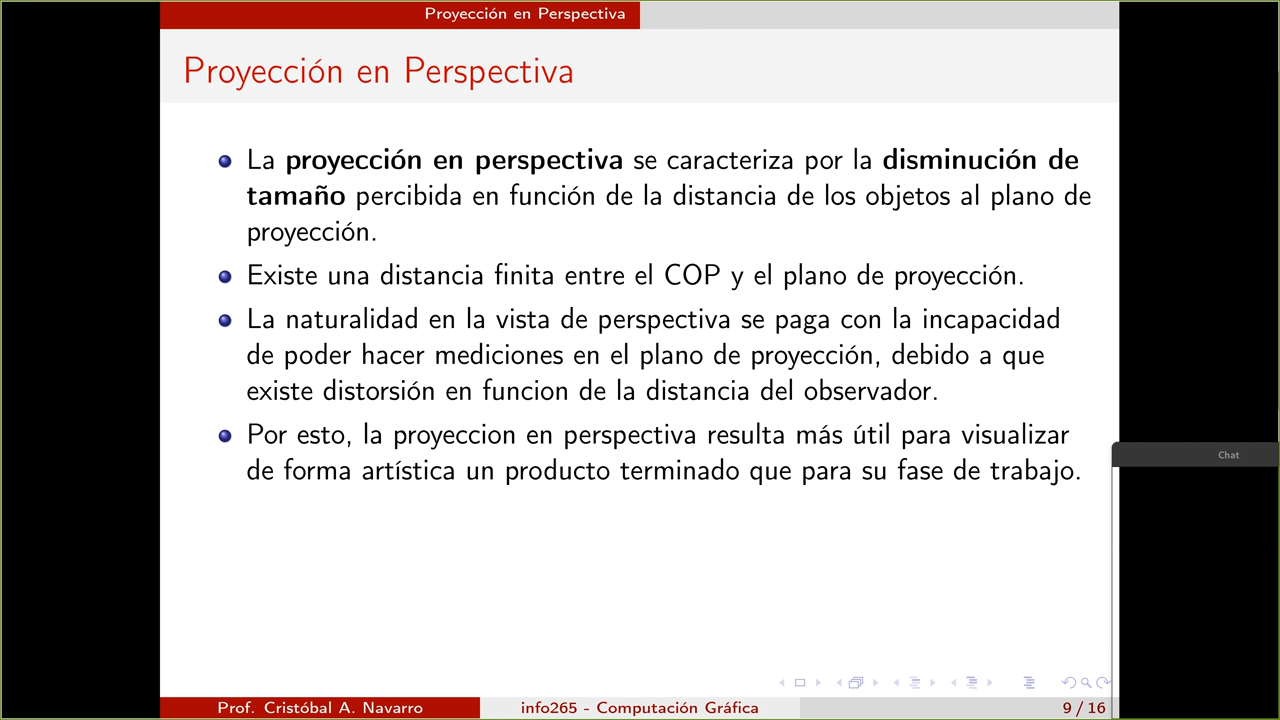 Proyección en Perspectiva
Proyección en Perspectiva
La proyección en perspectiva se caracteriza por la disminución de
tamaño percibida en función de la distancia de los objetos al plano de
proyección.
Existe una distancia finita entre el COP y el plano de proyección.
La naturalidad en la vista de perspectiva se paga con la incapacidad
de poder hacer mediciones en el plano de proyección, debido a que
existe distorsión en funcion de la distancia del observador.
Por esto, la proyeccion en perspectiva resulta más útil para visualizar
de forma artística un producto terminado que para su fase de trabajo.
Chat
Prof. Cristóbal A. Navarro info265 - Computación Gráfica 9 / 16